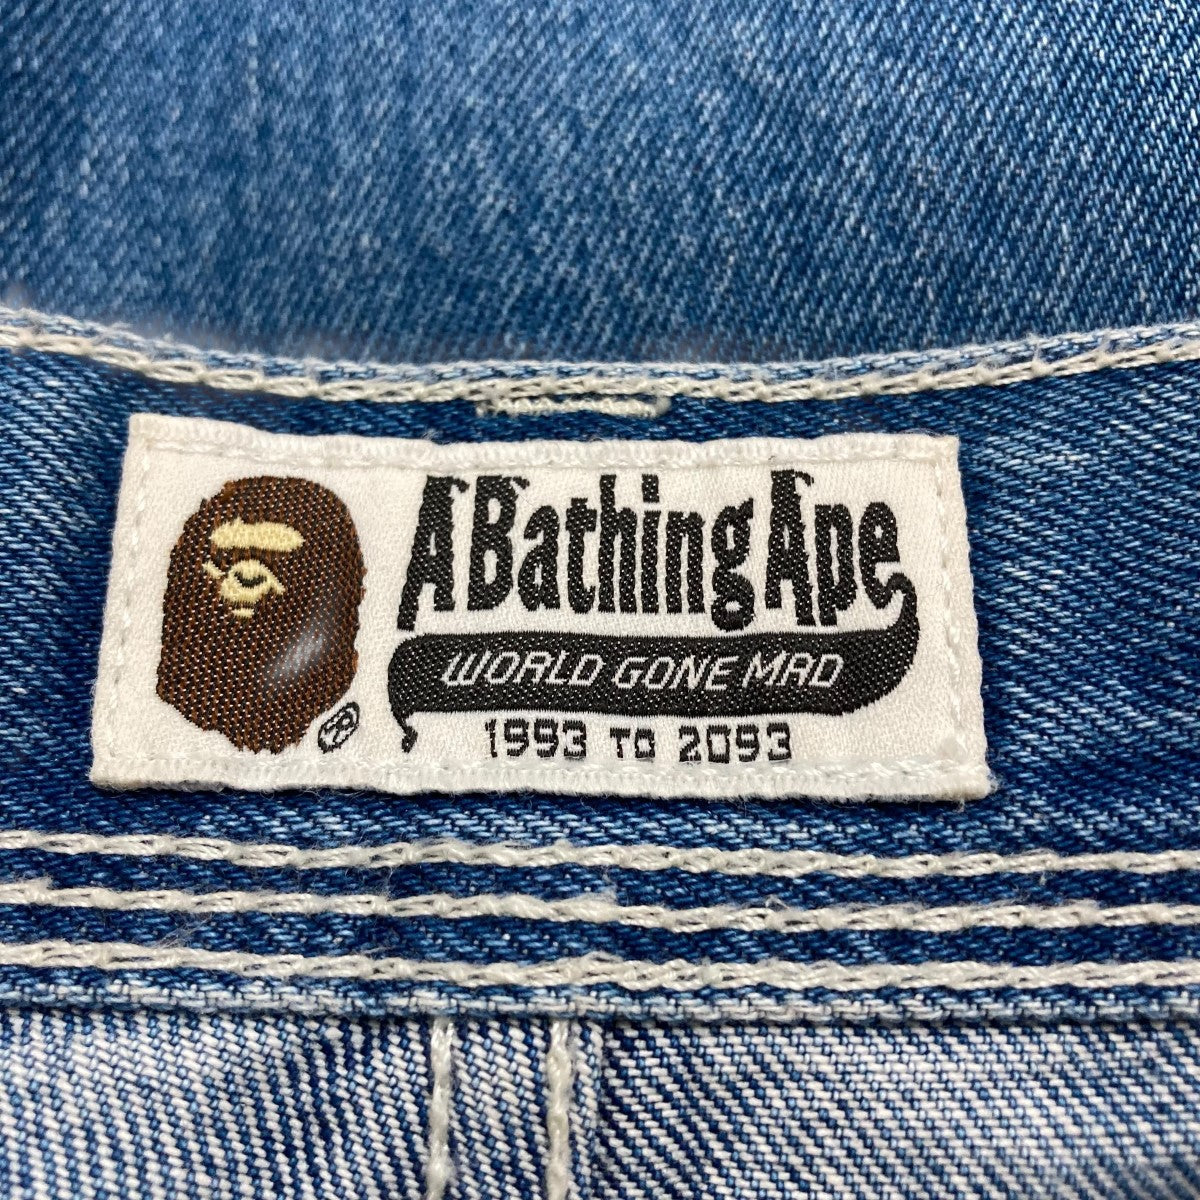 A Bathing Ape
WORLD GONE MAD
1993 TO 2093
®